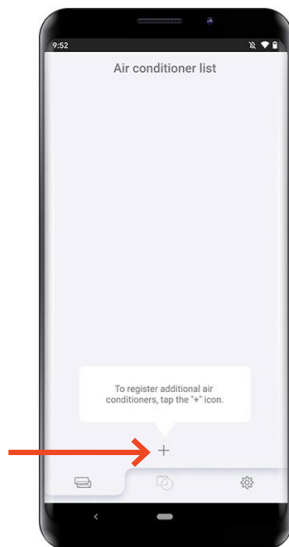 9:52
Air conditioner list
To register additional air
conditioners, tap the "+" icon.
+